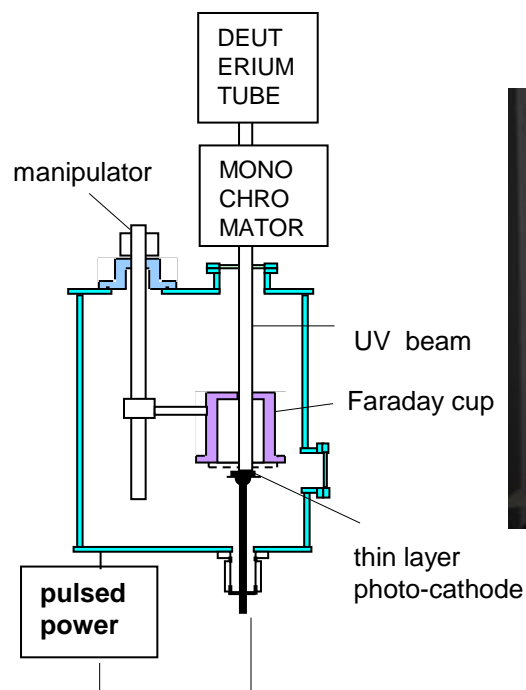 DEUT
ERIUM
TUBE
manipulator
MONO
CHRO
MATOR
UV beam
Faraday cup
thin layer
photo-cathode
pulsed
power